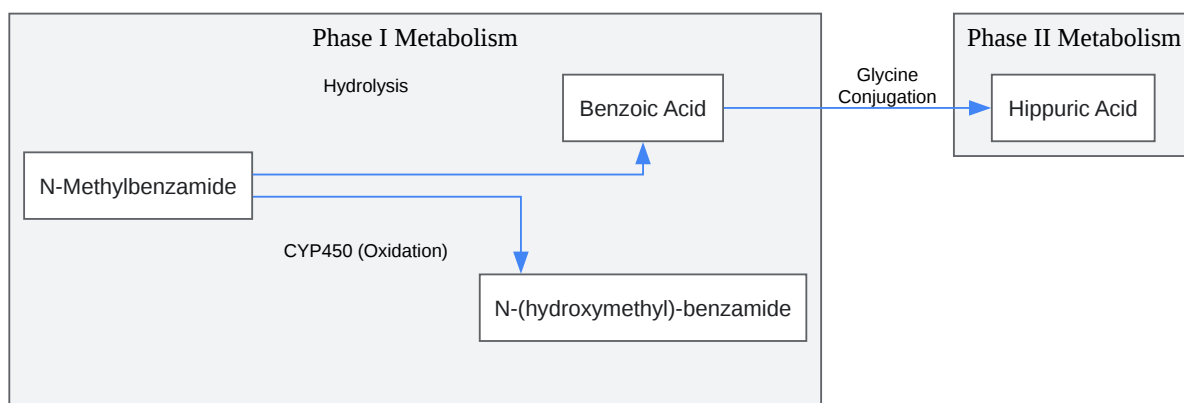 Phase I Metabolism
Phase II Metabolism
Hydrolysis
Glycine
Conjugation
Benzoic Acid
Hippuric Acid
N-Methylbenzamide
CYP450 (Oxidation)
N-(hydroxymethyl)-benzamide